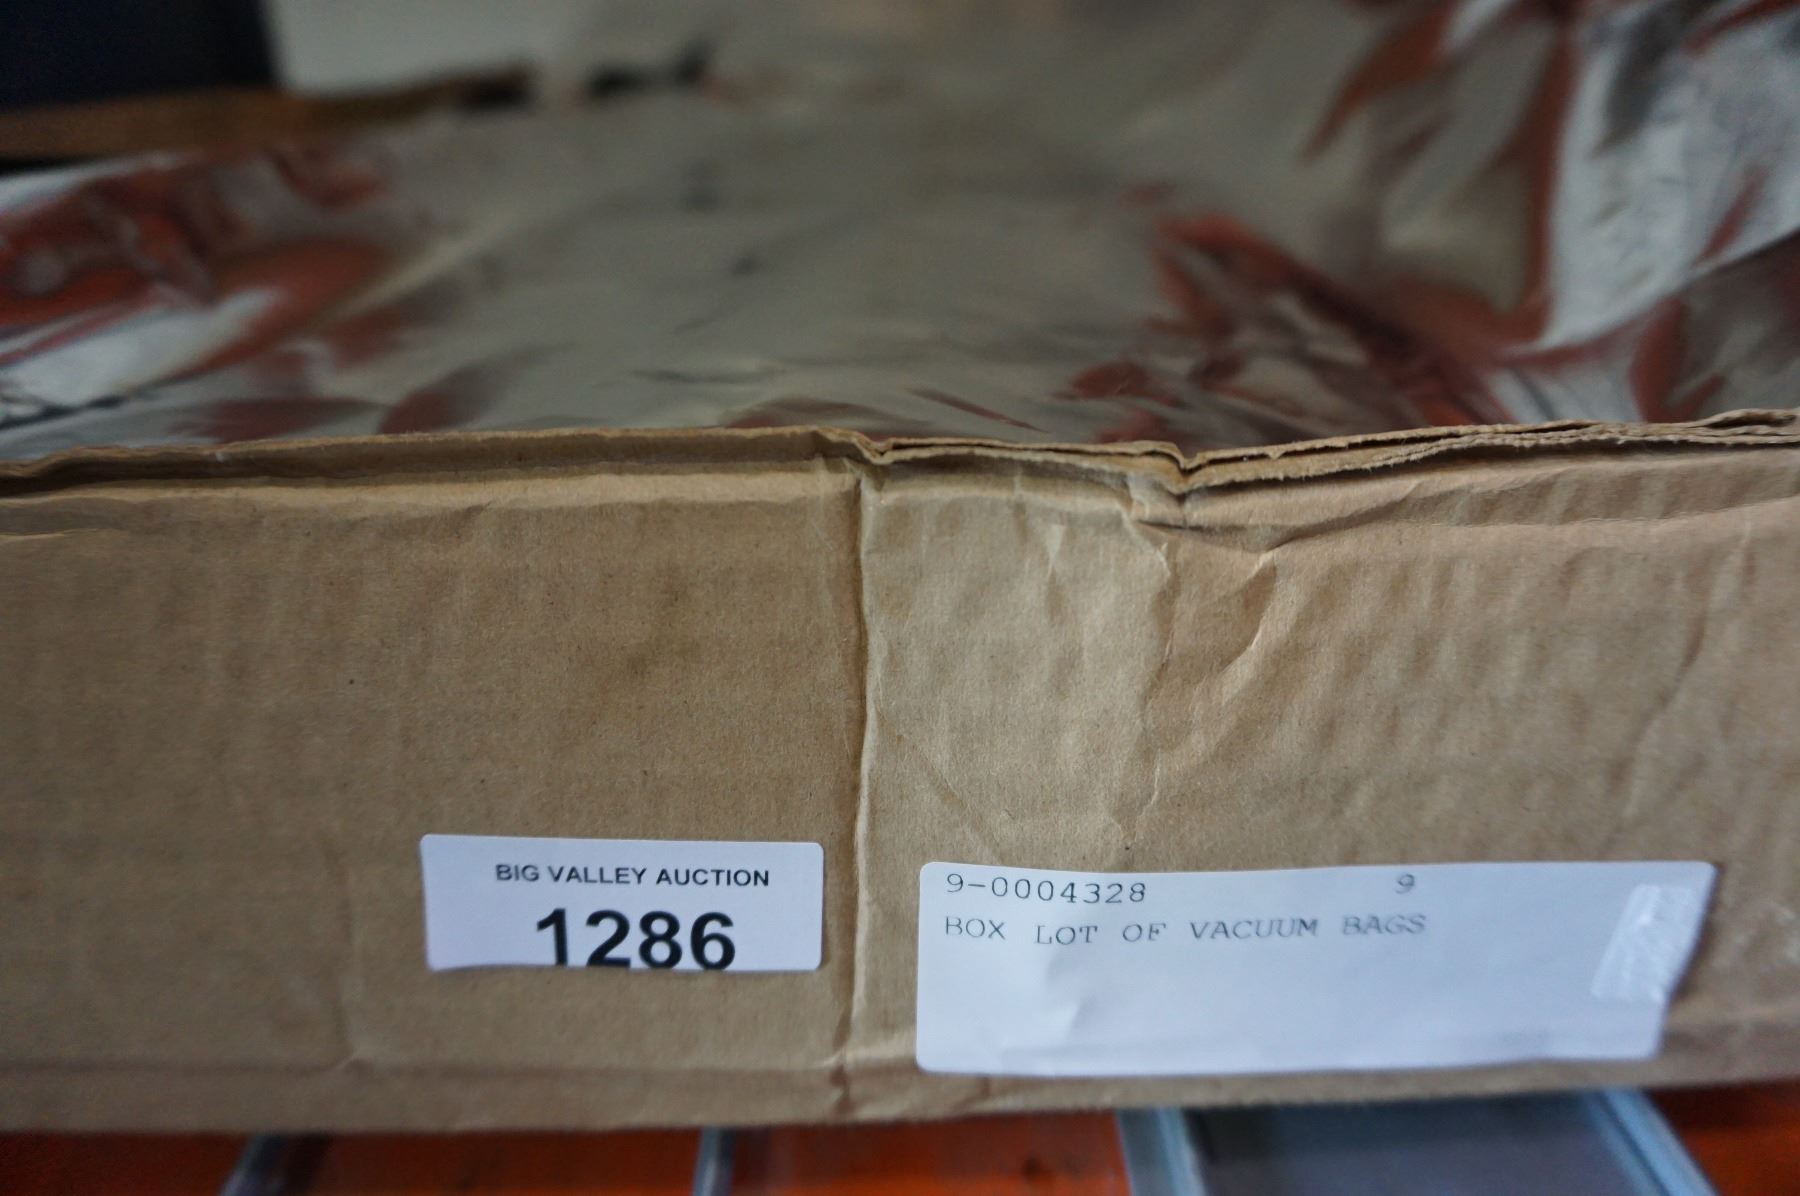 BIG VALLEY AUCTION
1286
9-0004328 9
BOX LOT OF VACUUM BAGS